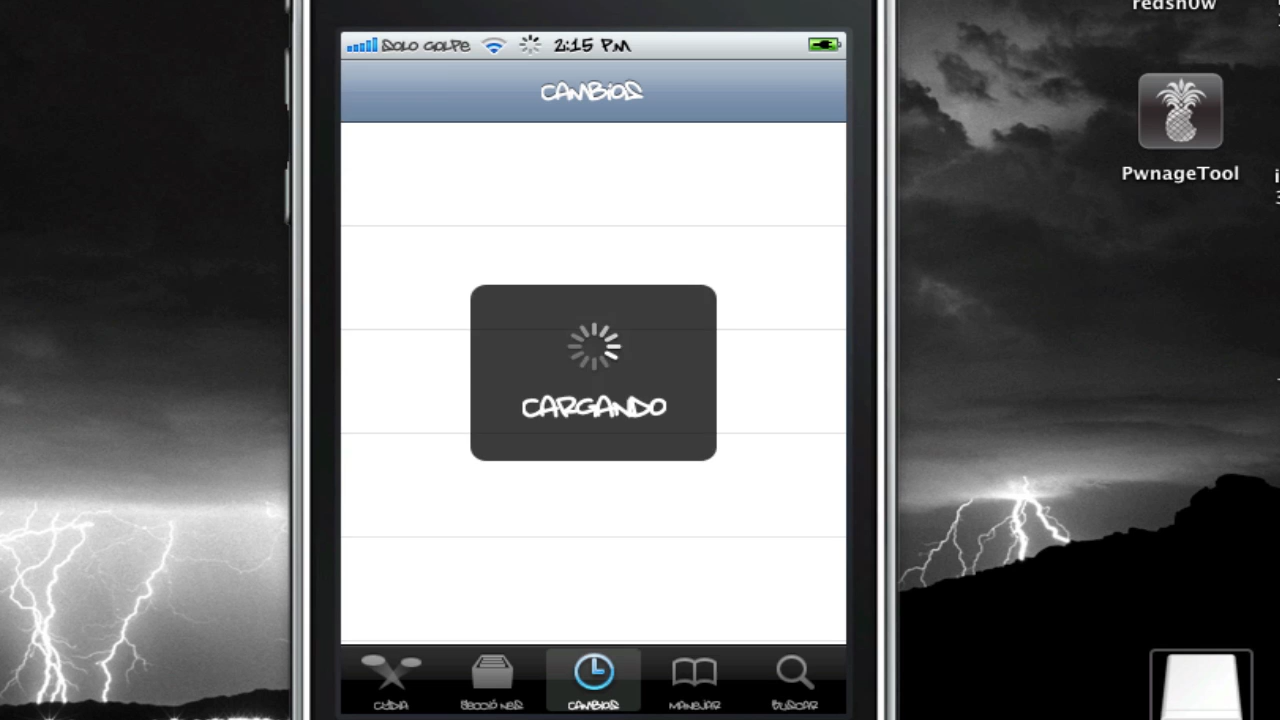 redsn0w
SOLO GOLPE 2:15 PM
CAMBIOS
PwnageTool
CARGANDO
CYDIA SECCIONES CAMBIOS MANEJAR BUSCAR